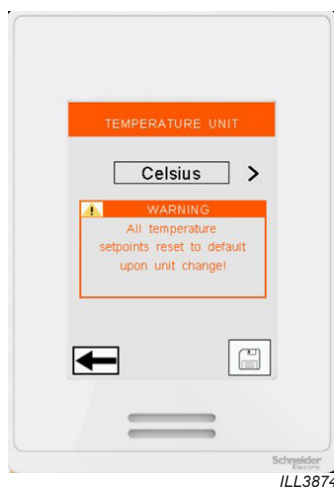 TEMPERATURE UNIT
Celsius >
WARNING
All temperature
setpoints reset to default
upon unit change!
Schneider
Electric
ILL3874